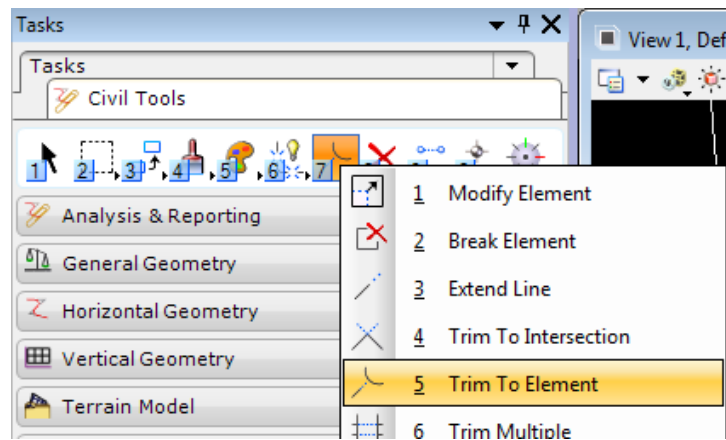 Tasks
View 1, Def
Tasks
Civil Tools
1 2 3 4 5 6 7
Analysis & Reporting
General Geometry
Horizontal Geometry
Vertical Geometry
Terrain Model
1 Modify Element
2 Break Element
3 Extend Line
4 Trim To Intersection
5 Trim To Element
6 Trim Multiple